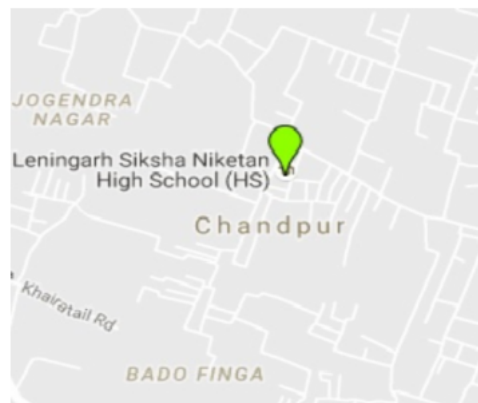 JOGENDRA
NAGAR
Leningarh Siksha Niketan
High School (HS)
Chandpur
Khairatail Rd
BADO FINGA